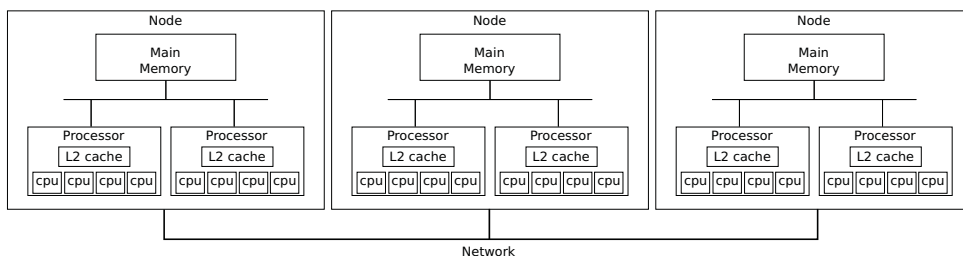 Node
Main
Memory
Processor
L2 cache
cpu cpu cpu cpu
Processor
L2 cache
cpu cpu cpu cpu
Node
Main
Memory
Processor
L2 cache
cpu cpu cpu cpu
Processor
L2 cache
cpu cpu cpu cpu
Node
Main
Memory
Processor
L2 cache
cpu cpu cpu cpu
Processor
L2 cache
cpu cpu cpu cpu
Network